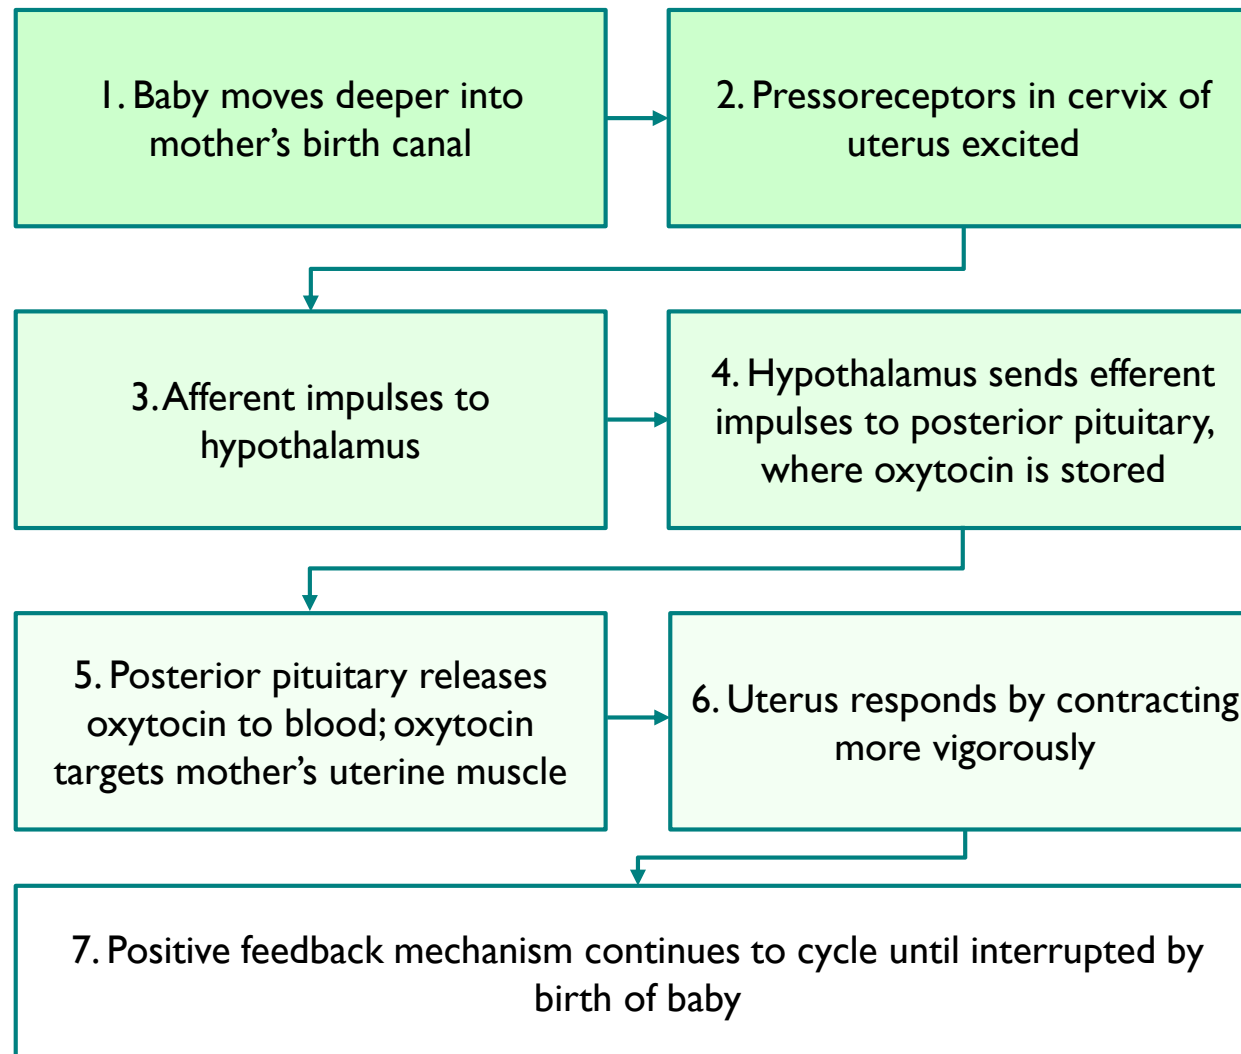 1. Baby moves deeper into
mother’s birth canal
2. Pressoreceptors in cervix of
uterus excited
3. Afferent impulses to
hypothalamus
4. Hypothalamus sends efferent
impulses to posterior pituitary,
where oxytocin is stored
5. Posterior pituitary releases
oxytocin to blood; oxytocin
targets mother’s uterine muscle
6. Uterus responds by contracting
more vigorously
7. Positive feedback mechanism continues to cycle until interrupted by
birth of baby